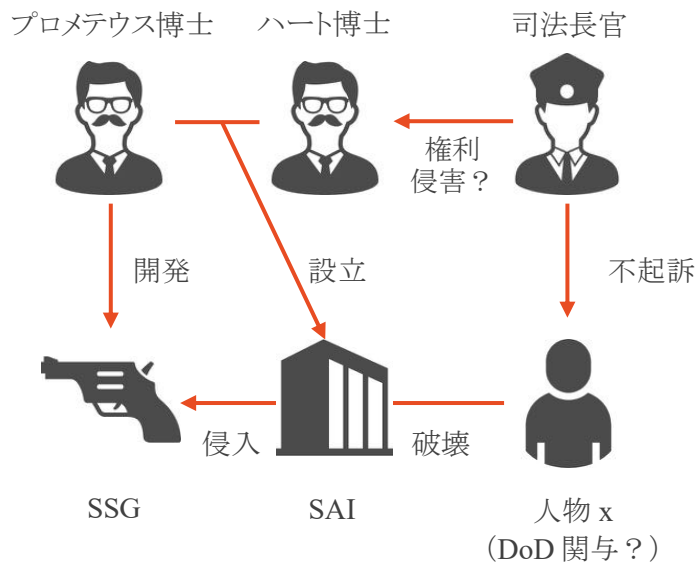 プロメテウス博士
ハート博士
司法長官
権利
侵害？
開発
設立
不起訴
侵入
破壊
SSG
SAI
人物 x
（DoD 関与？）